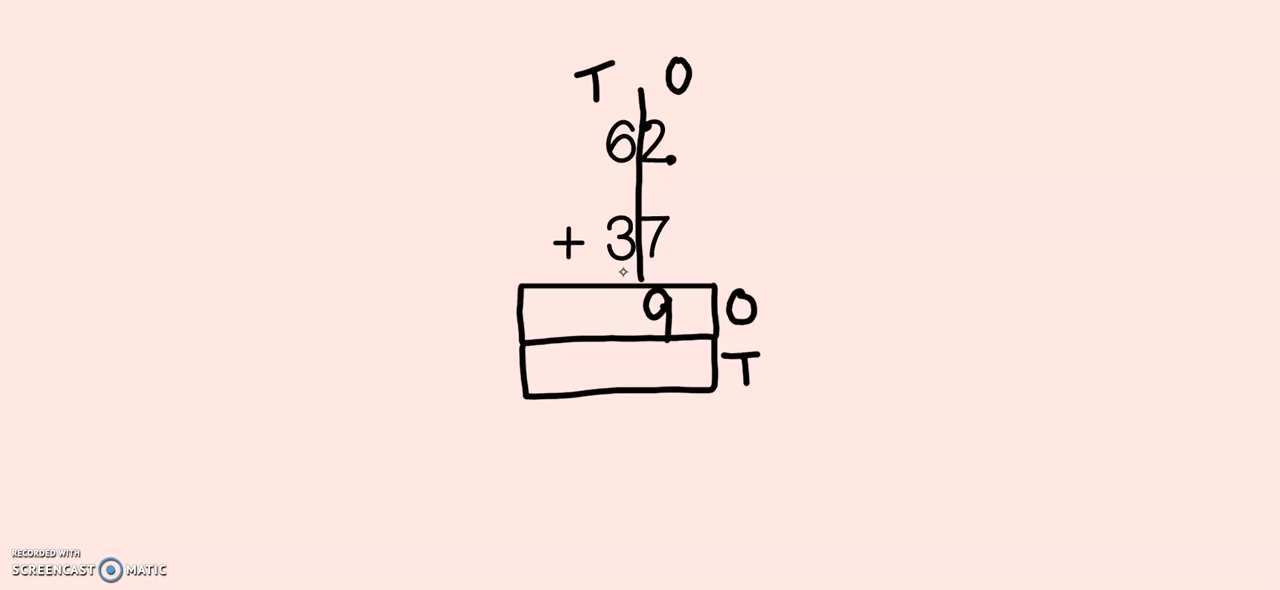 T O
62
+ 37
9 O
T
RECORDED WITH
SCREENCAST MATIC